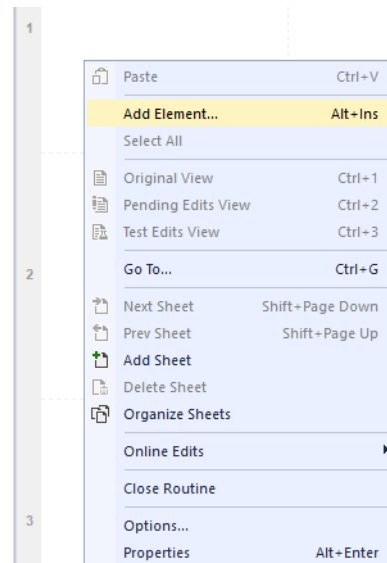 1
Paste Ctrl+V
Add Element... Alt+Ins
Select All
Original View Ctrl+1
Pending Edits View Ctrl+2
Test Edits View Ctrl+3
2
Go To... Ctrl+G
Next Sheet Shift+Page Down
Prev Sheet Shift+Page Up
Add Sheet
Delete Sheet
Organize Sheets
Online Edits
Close Routine
3
Options...
Properties Alt+Enter